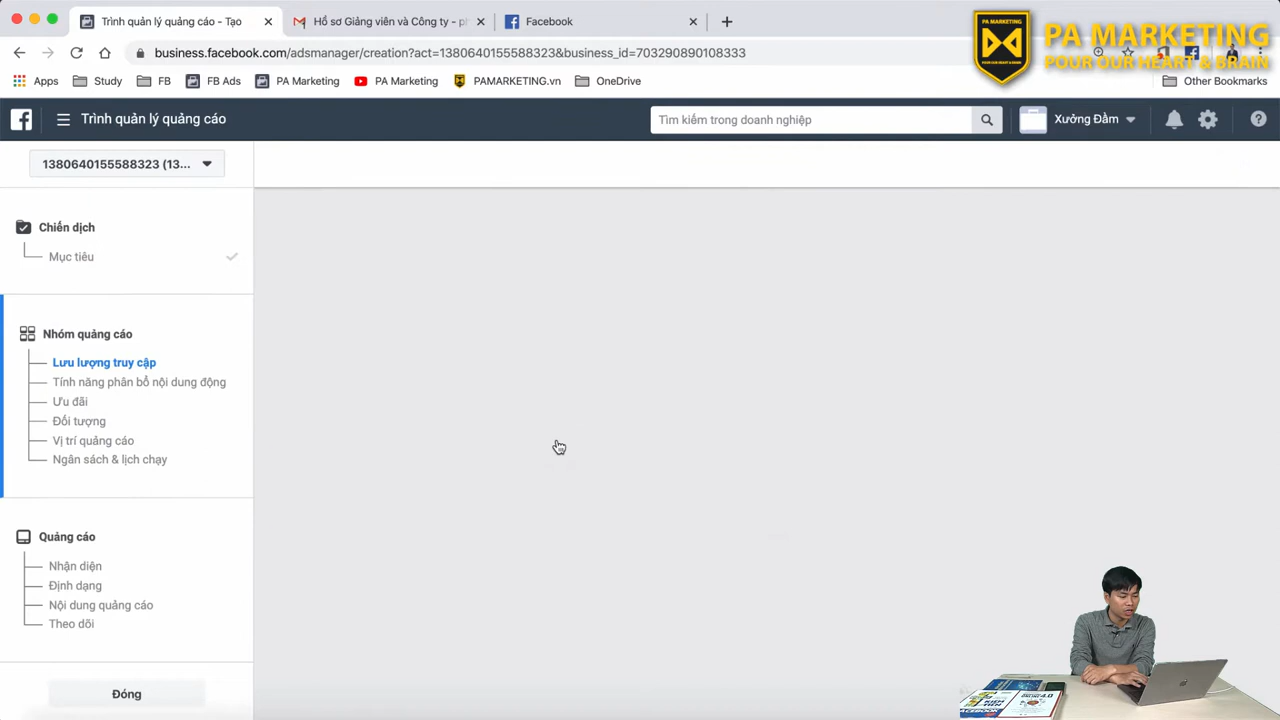 Trình quản lý quảng cáo - Tạo
Hồ sơ Giảng viên và Công ty -
Facebook
business.facebook.com/adsmanager/creation?act=1380640155588323&business_id=703290890108333
PA MARKETING
POUR OUR HEART & BRAIN
Apps
Study
FB
FB Ads
PA Marketing
PA Marketing
PAMARKETING.VN
OneDrive
Other Bookmarks
Trình quản lý quảng cáo
Tìm kiếm trong doanh nghiệp
Xưởng Đầm
1380640155588323 (13...
Chiến dịch
Mục tiêu
Nhóm quảng cáo
Lưu lượng truy cập
Tính năng phân bổ nội dung động
Ưu đãi
Đối tượng
Vị trí quảng cáo
Ngân sách & lịch chạy
Quảng cáo
Nhận diện
Định dạng
Nội dung quảng cáo
Theo dõi
Đóng